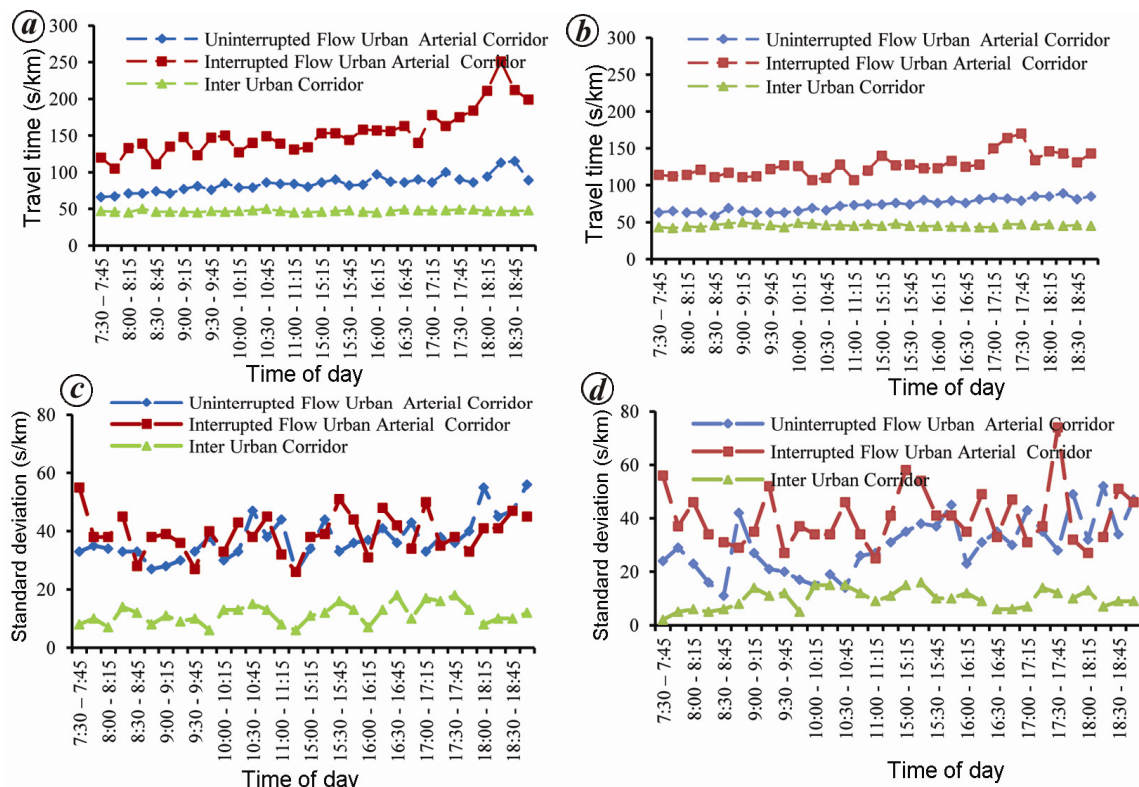 a
Uninterrupted Flow Urban Arterial Corridor
Interrupted Flow Urban Arterial Corridor
Inter Urban Corridor
Travel time (s/km)
300
250
200
150
100
50
0
7:30 – 7:45
8:00 - 8:15
8:30 - 8:45
9:00 - 9:15
9:30 - 9:45
10:00 - 10:15
10:30 - 10:45
11:00 - 11:15
15:00 - 15:15
15:30 - 15:45
16:00 - 16:15
16:30 - 16:45
17:00 - 17:15
17:30 - 17:45
18:00 - 18:15
18:30 - 18:45
Time of day
b
Uninterrupted Flow Urban Arterial Corridor
Interrupted Flow Urban Arterial Corridor
Inter Urban Corridor
Travel time (s/km)
300
250
200
150
100
50
0
7:30 – 7:45
8:00 - 8:15
8:30 - 8:45
9:00 - 9:15
9:30 - 9:45
10:00 - 10:15
10:30 - 10:45
11:00 - 11:15
15:00 - 15:15
15:30 - 15:45
16:00 - 16:15
16:30 - 16:45
17:00 - 17:15
17:30 - 17:45
18:00 - 18:15
18:30 - 18:45
Time of day
c
Uninterrupted Flow Urban Arterial Corridor
Interrupted Flow Urban Arterial Corridor
Inter Urban Corridor
Standard deviation (s/km)
80
60
40
20
0
7:30 – 7:45
8:00 - 8:15
8:30 - 8:45
9:00 - 9:15
9:30 - 9:45
10:00 - 10:15
10:30 - 10:45
11:00 - 11:15
15:00 - 15:15
15:30 - 15:45
16:00 - 16:15
16:30 - 16:45
17:00 - 17:15
17:30 - 17:45
18:00 - 18:15
18:30 - 18:45
Time of day
d
Uninterrupted Flow Urban Arterial Corridor
Interrupted Flow Urban Arterial Corridor
Inter Urban Corridor
Standard deviation (s/km)
80
60
40
20
0
7:30 – 7:45
8:00 - 8:15
8:30 - 8:45
9:00 - 9:15
9:30 - 9:45
10:00 - 10:15
10:30 - 10:45
11:00 - 11:15
15:00 - 15:15
15:30 - 15:45
16:00 - 16:15
16:30 - 16:45
17:00 - 17:15
17:30 - 17:45
18:00 - 18:15
18:30 - 18:45
Time of day